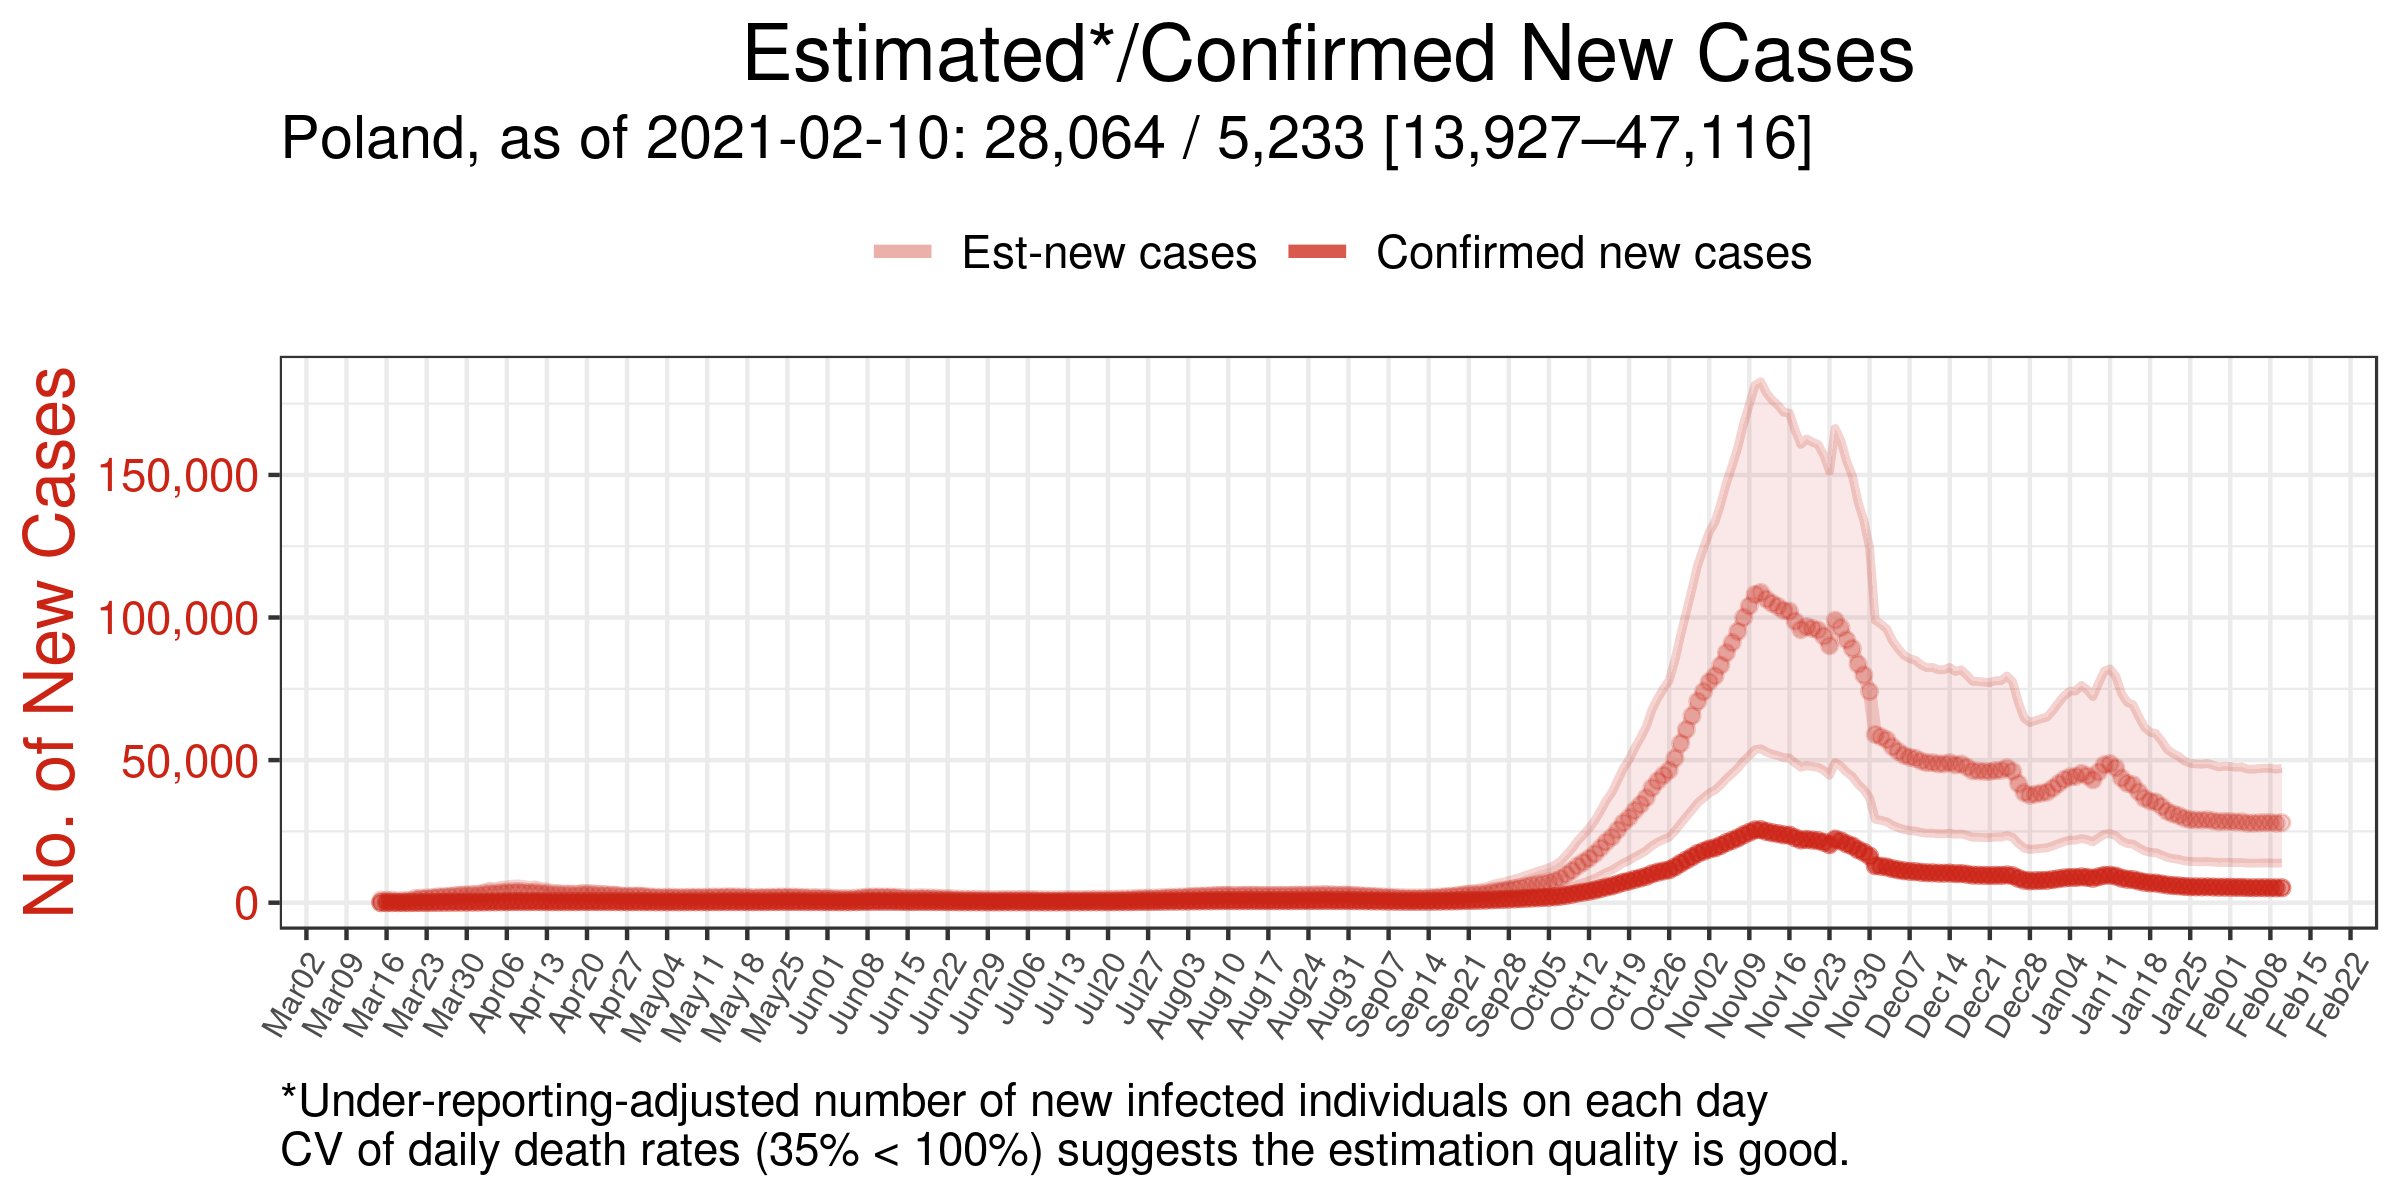 Estimated*/Confirmed New Cases
Poland, as of 2021-02-10: 28,064 / 5,233 [13,927–47,116]
Est-new cases
Confirmed new cases
No. of New Cases
150,000
100,000
50,000
0
Mar02
Mar09
Mar16
Mar23
Mar30
Apr06
Apr13
Apr20
Apr27
May04
May11
May18
May25
Jun01
Jun08
Jun15
Jun22
Jun29
Jul06
Jul13
Jul20
Jul27
Aug03
Aug10
Aug17
Aug24
Aug31
Sep07
Sep14
Sep21
Sep28
Oct05
Oct12
Oct19
Oct26
Nov02
Nov09
Nov16
Nov23
Nov30
Dec07
Dec14
Dec21
Dec28
Jan04
Jan11
Jan18
Jan25
Feb01
Feb08
Feb15
Feb22
*Under-reporting-adjusted number of new infected individuals on each day
CV of daily death rates (35% < 100%) suggests the estimation quality is good.